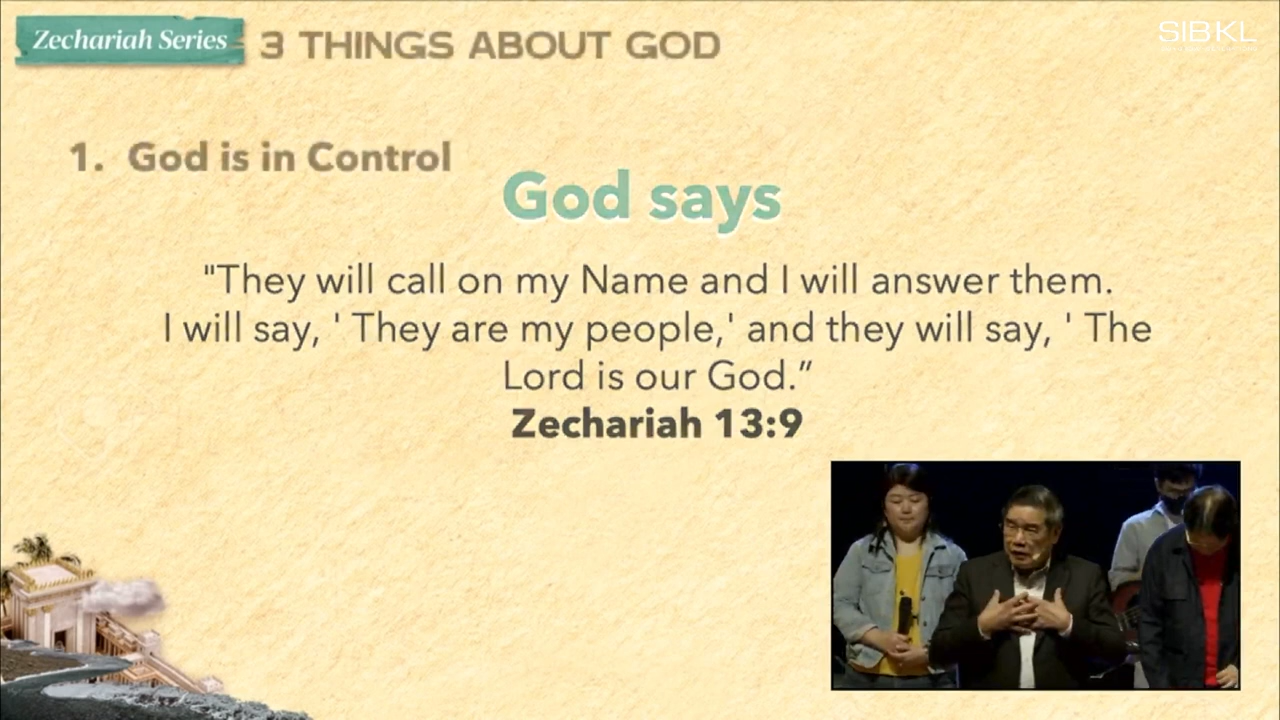 Zechariah Series
3 THINGS ABOUT GOD
SIBKL
1. God is in Control
God says
"They will call on my Name and I will answer them.
I will say, ' They are my people,' and they will say, ' The
Lord is our God.”
Zechariah 13:9